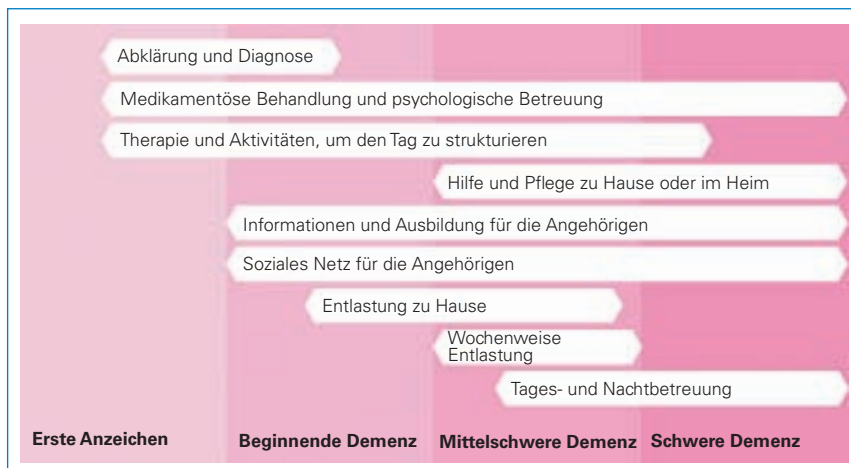 Abklärung und Diagnose
Medikamentöse Behandlung und psychologische Betreuung
Therapie und Aktivitäten, um den Tag zu strukturieren
Hilfe und Pflege zu Hause oder im Heim
Informationen und Ausbildung für die Angehörigen
Soziales Netz für die Angehörigen
Entlastung zu Hause
Wochenweise
Entlastung
Tages- und Nachtbetreuung
Erste Anzeichen Beginnende Demenz Mittelschwere Demenz Schwere Demenz